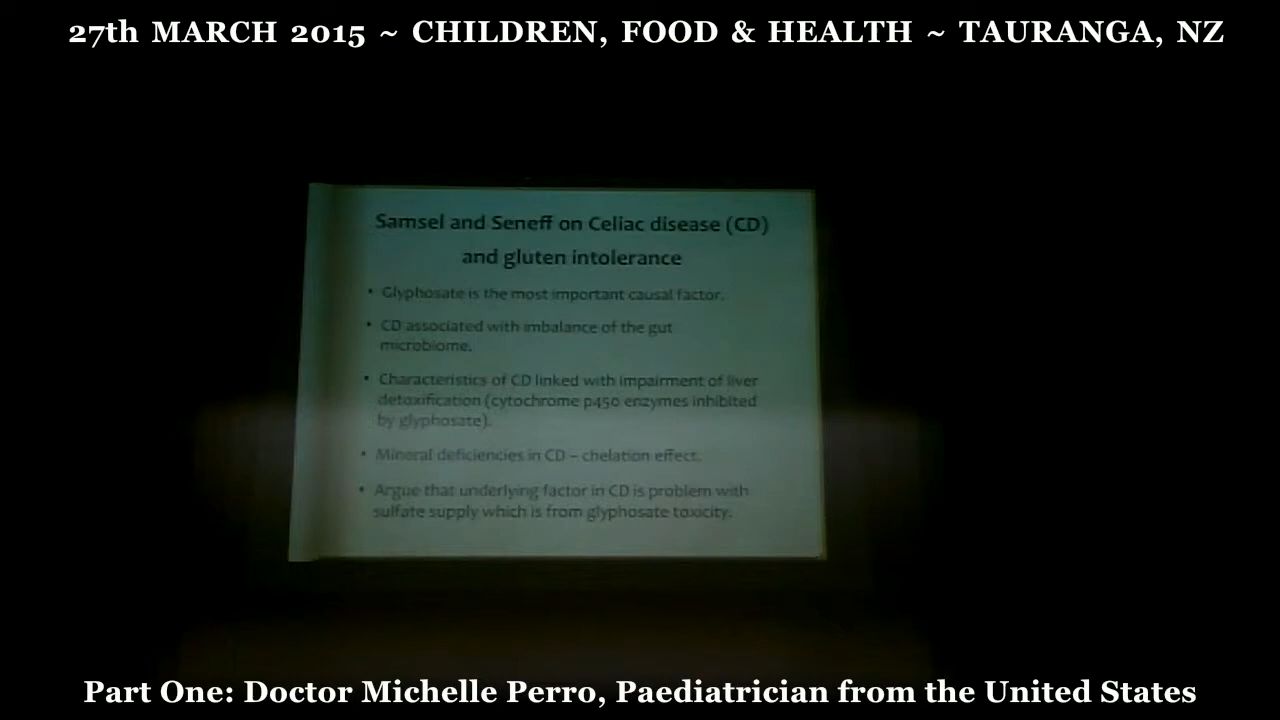 27th MARCH 2015 ~ CHILDREN, FOOD & HEALTH ~ TAURANGA, NZ
Samsel and Seneff on Celiac disease (CD)
and gluten intolerance
• Glyphosate is the most important causal factor.
• CD associated with imbalance of the gut
microbiome.
• Characteristics of CD linked with impairment of liver
detoxification (cytochrome p450 enzymes inhibited
by glyphosate).
• Mineral deficiencies in CD – chelation effect.
• Argue that underlying factor in CD is problem with
sulfate supply which is from glyphosate toxicity.
Part One: Doctor Michelle Perro, Paediatrician from the United States